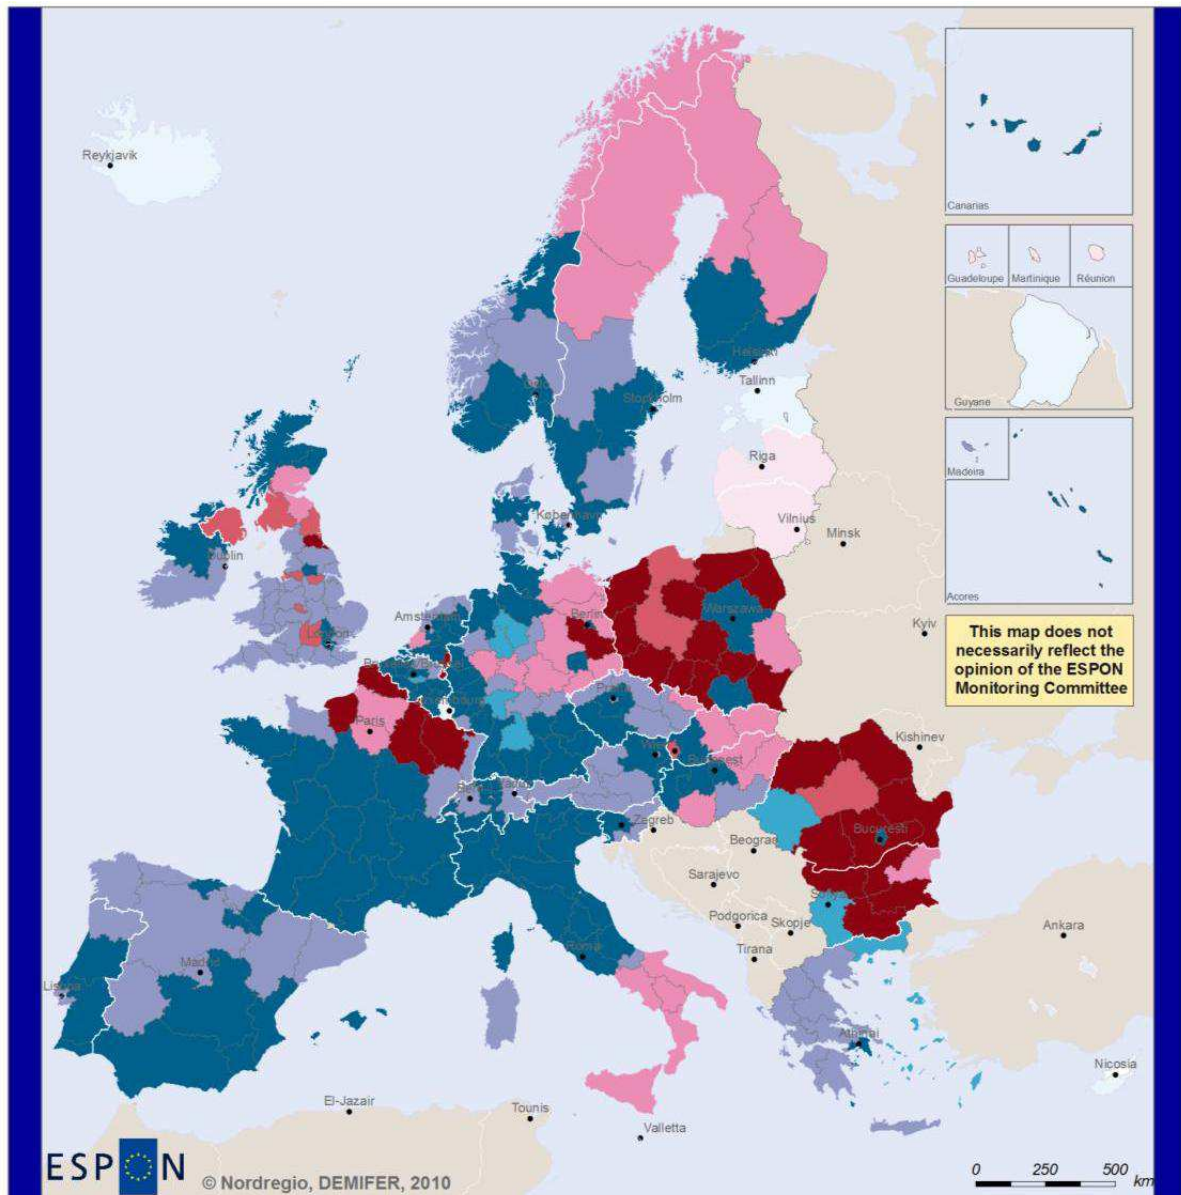 Reykjavik
Canarias
Guadeloupe
Martinique
Réunion
Helsinki
Tallinn
Guyane
Oslo
Stockholm
Riga
Madeira
København
Vilnius
Minsk
Dublin
Acores
Amsterdam
Berlin
Warszawa
London
Kyiv
This map does not
necessarily reflect the
opinion of the ESPON
Monitoring Committee
Paris
Kishinev
Budapest
Zagreb
Bucuresti
Beograd
Sarajevo
Podgorica
Skopje
Ankara
Roma
Tirana
Madrid
Lisboa
Athinai
Nicosia
El-Jazair
Tounis
Valletta
ESPON
© Nordregio, DEMIFER, 2010
0 250 500
km